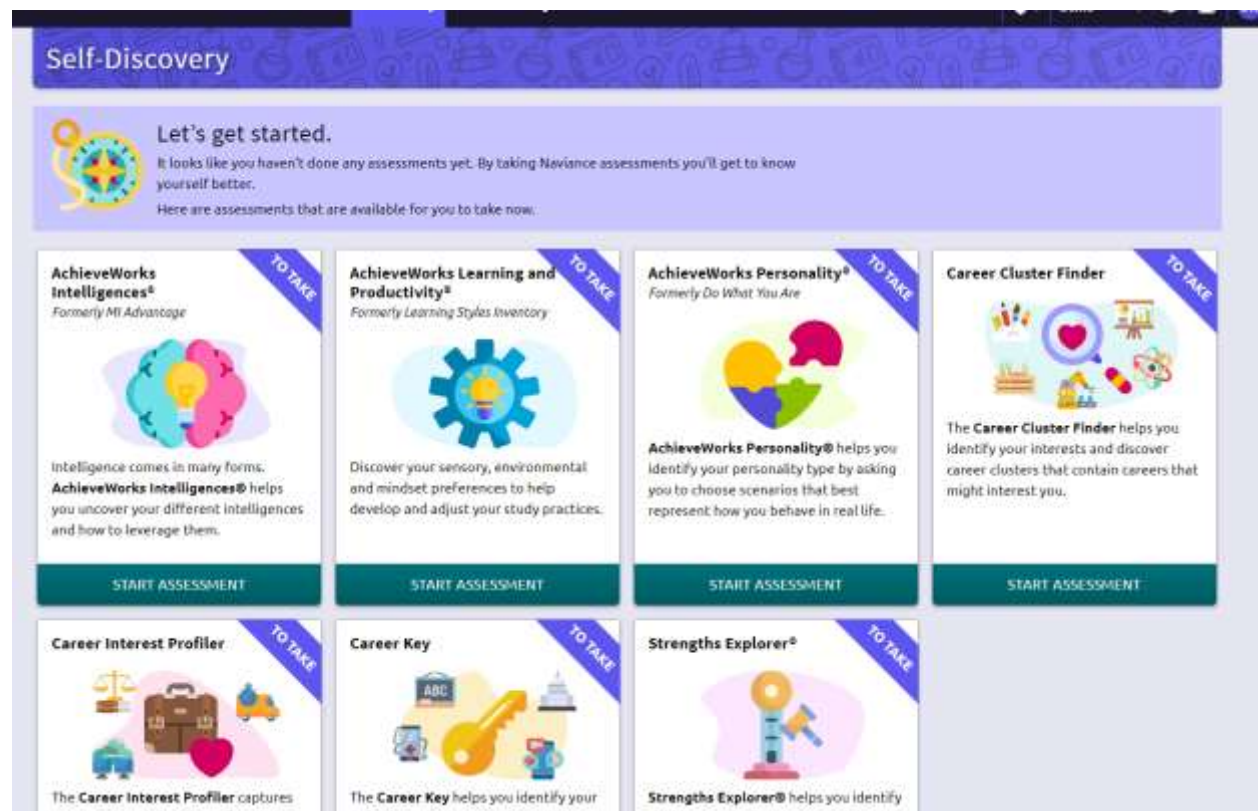 Self-Discovery
Let's get started.
It looks like you haven't done any assessments yet. By taking Naviance assessments you'll get to know
yourself better.
Here are assessments that are available for you to take now.
AchieveWorks
Intelligences®
Formerly MI Advantage
TO TAKE
Intelligence comes in many forms.
AchieveWorks Intelligences® helps
you uncover your different intelligences
and how to leverage them.
START ASSESSMENT
AchieveWorks Learning and
Productivity®
Formerly Learning Styles Inventory
TO TAKE
Discover your sensory, environmental
and mindset preferences to help
develop and adjust your study practices.
START ASSESSMENT
AchieveWorks Personality®
Formerly Do What You Are
TO TAKE
AchieveWorks Personality® helps you
identify your personality type by asking
you to choose scenarios that best
represent how you behave in real life.
START ASSESSMENT
Career Cluster Finder
TO TAKE
The Career Cluster Finder helps you
identify your interests and discover
career clusters that contain careers that
might interest you.
START ASSESSMENT
Career Interest Profiler
TO TAKE
The Career Interest Profiler captures
Career Key
TO TAKE
ABC
The Career Key helps you identify your
Strengths Explorer®
TO TAKE
Strengths Explorer® helps you identify